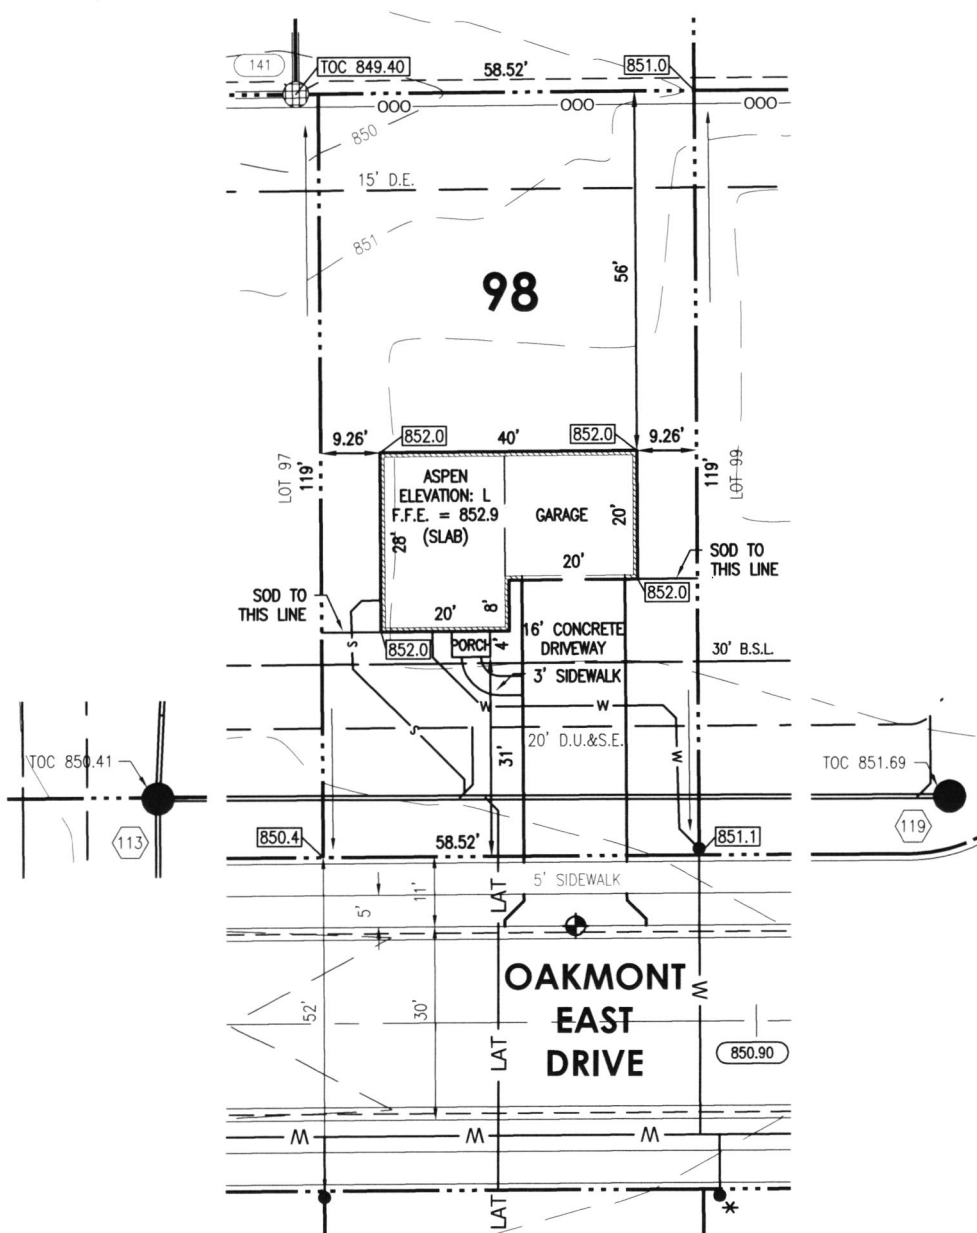 141
TOC 849.40
58.52'
851.0
OOO
OOO
OOO
850
15' D.E.
851
98
56'
9.26'
852.0
40'
852.0
9.26'
LOT 97
119'
ASPEN
ELEVATION: L
F.F.E. = 852.9
(SLAB)
28'
GARAGE
20'
119'
LOT 99
20'
SOD TO
THIS LINE
852.0
SOD TO
THIS LINE
20'
8'
S
852.0
PORCH
4'
16' CONCRETE
DRIVEWAY
30' B.S.L.
3' SIDEWALK
W
W
S
20' D.U.&S.E.
31'
W
TOC 850.41
TOC 851.69
113
850.4
58.52'
851.1
119
5' SIDEWALK
11'
5'
LAT
OAKMONT
EAST
DRIVE
52'
30'
W
LAT
850.90
W
W
W
LAT
*